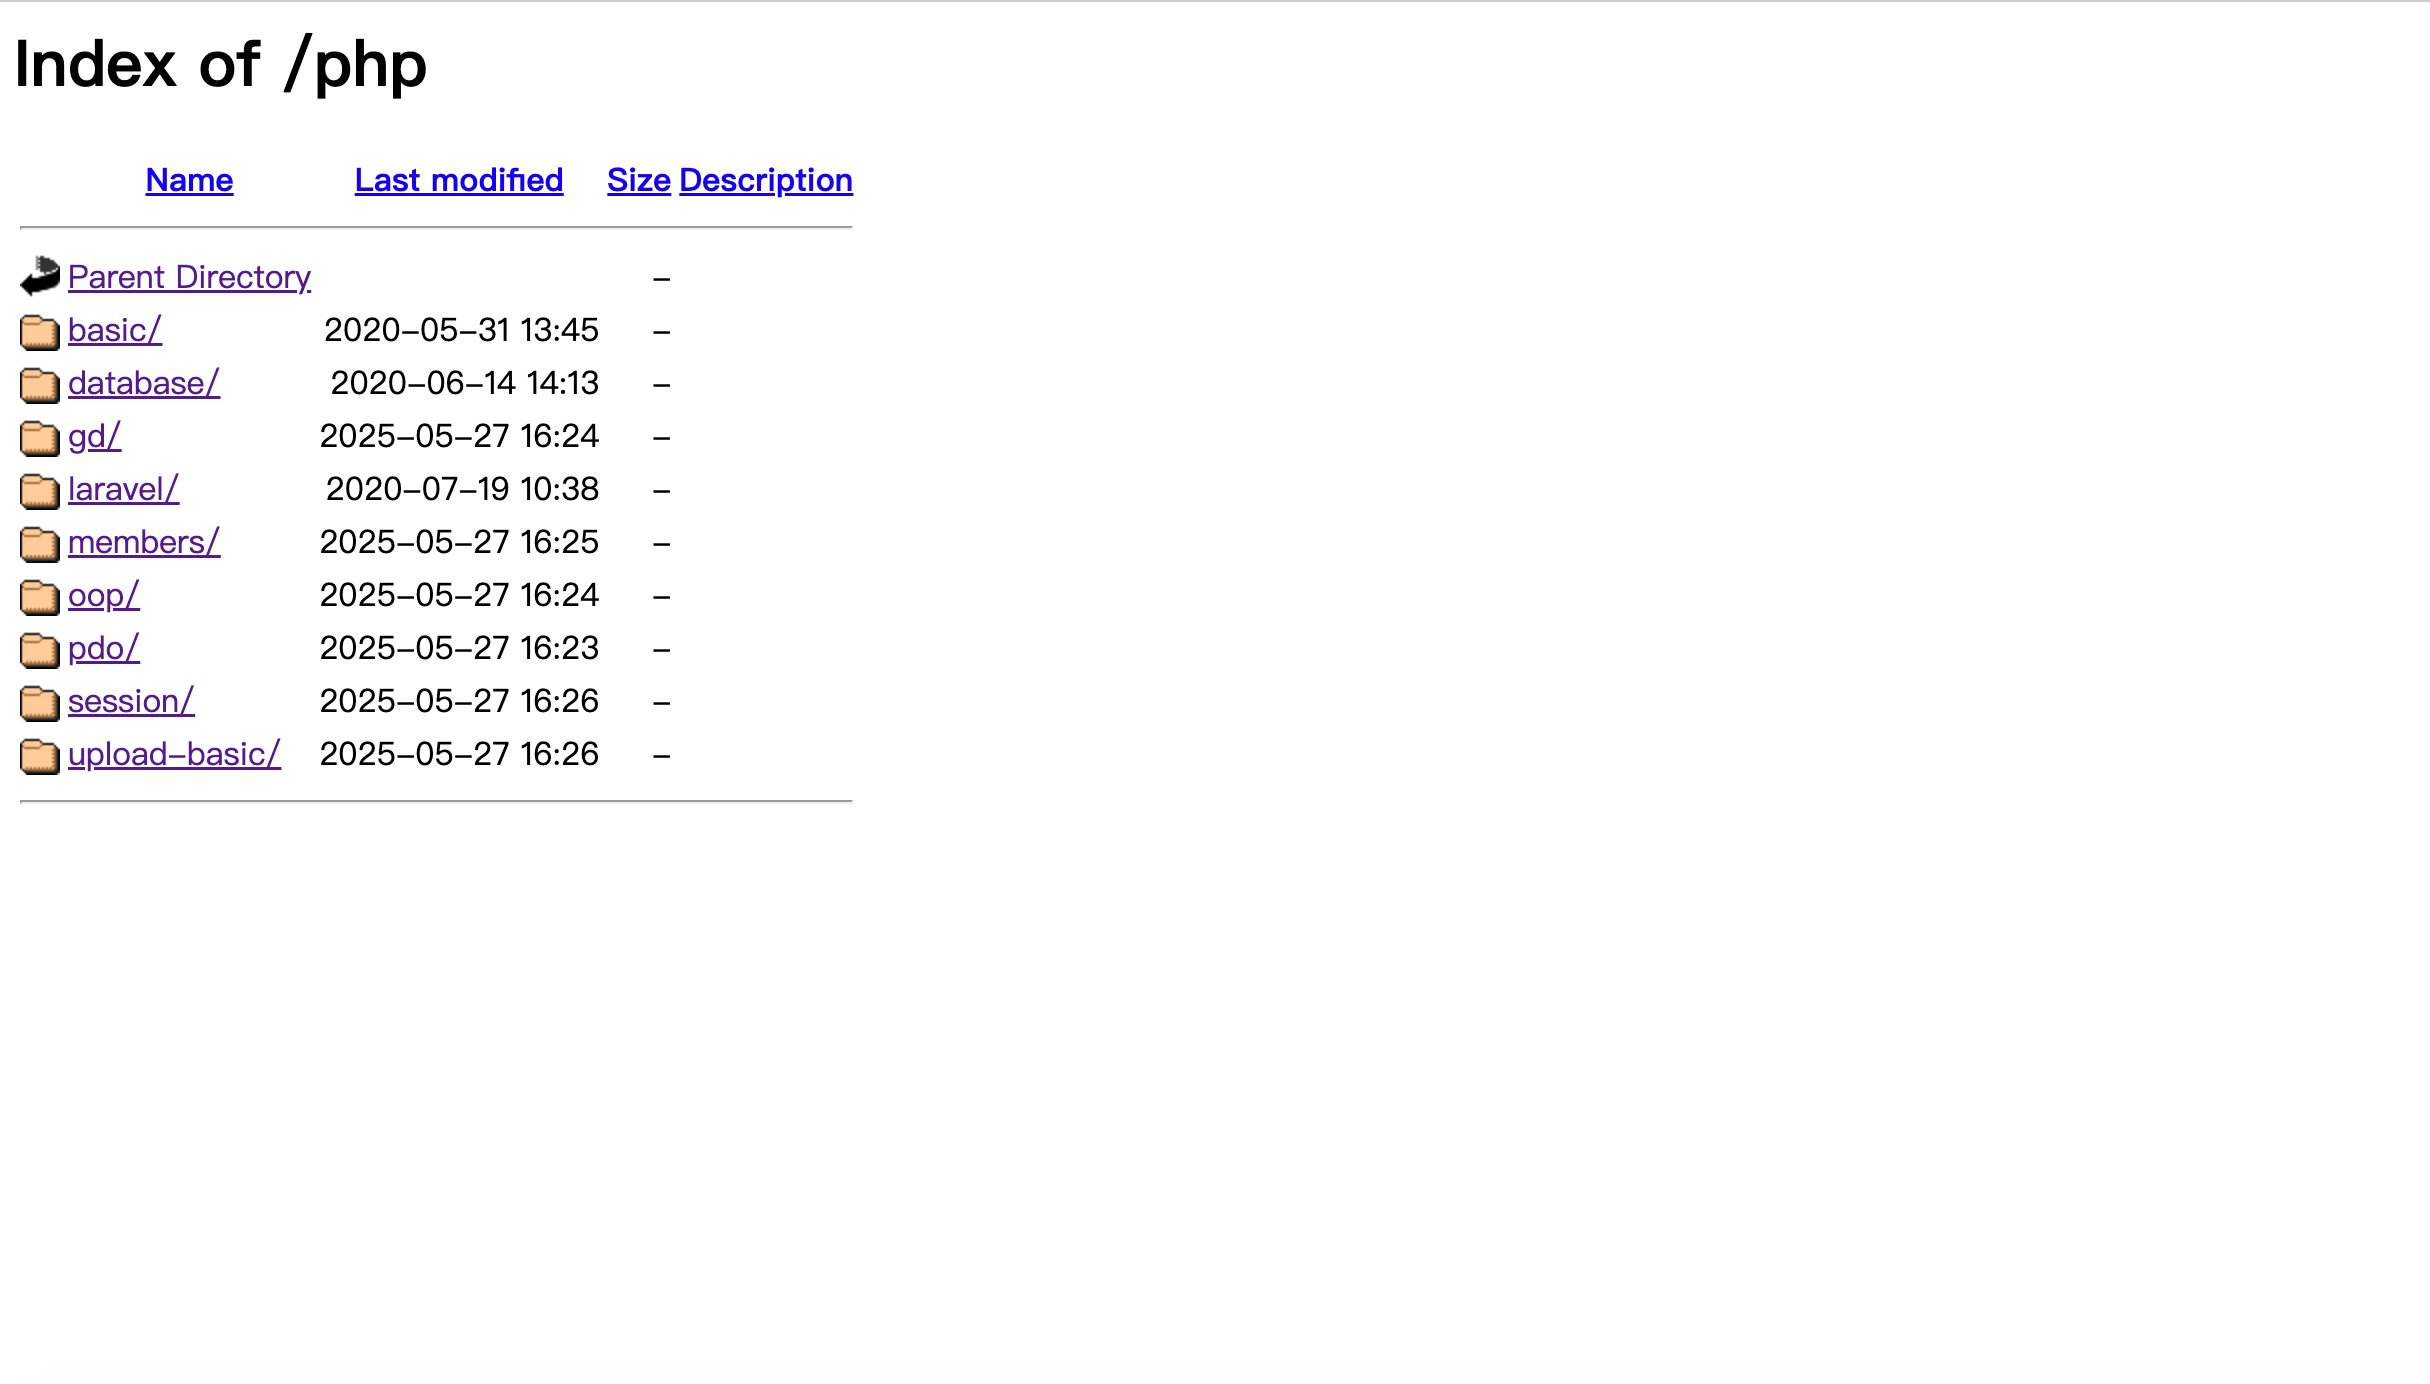 Index of /php
Name Last modified Size Description
Parent Directory –
basic/ 2020-05-31 13:45 –
database/ 2020-06-14 14:13 –
gd/ 2025-05-27 16:24 –
laravel/ 2020-07-19 10:38 –
members/ 2025-05-27 16:25 –
oop/ 2025-05-27 16:24 –
pdo/ 2025-05-27 16:23 –
session/ 2025-05-27 16:26 –
upload-basic/ 2025-05-27 16:26 –